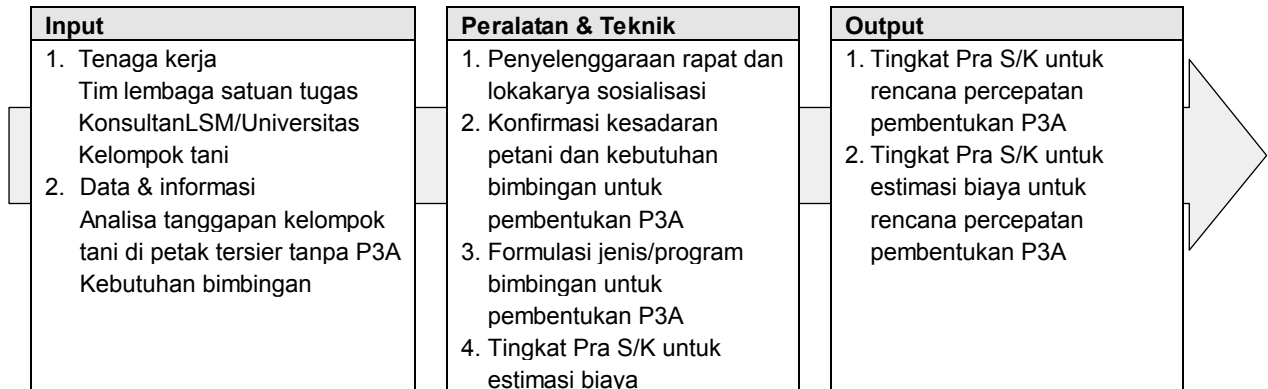 Input
1. Tenaga kerja
Tim lembaga satuan tugas
KonsultanLSM/Universitas
Kelompok tani
2. Data & informasi
Analisa tanggapan kelompok
tani di petak tersier tanpa P3A
Kebutuhan bimbingan
Peralatan & Teknik
1. Penyelenggaraan rapat dan
lokakarya sosialisasi
2. Konfirmasi kesadaran
petani dan kebutuhan
bimbingan untuk
pembentukan P3A
3. Formulasi jenis/program
bimbingan untuk
pembentukan P3A
4. Tingkat Pra S/K untuk
estimasi biaya
Output
1. Tingkat Pra S/K untuk
rencana percepatan
pembentukan P3A
2. Tingkat Pra S/K untuk
estimasi biaya untuk
rencana percepatan
pembentukan P3A